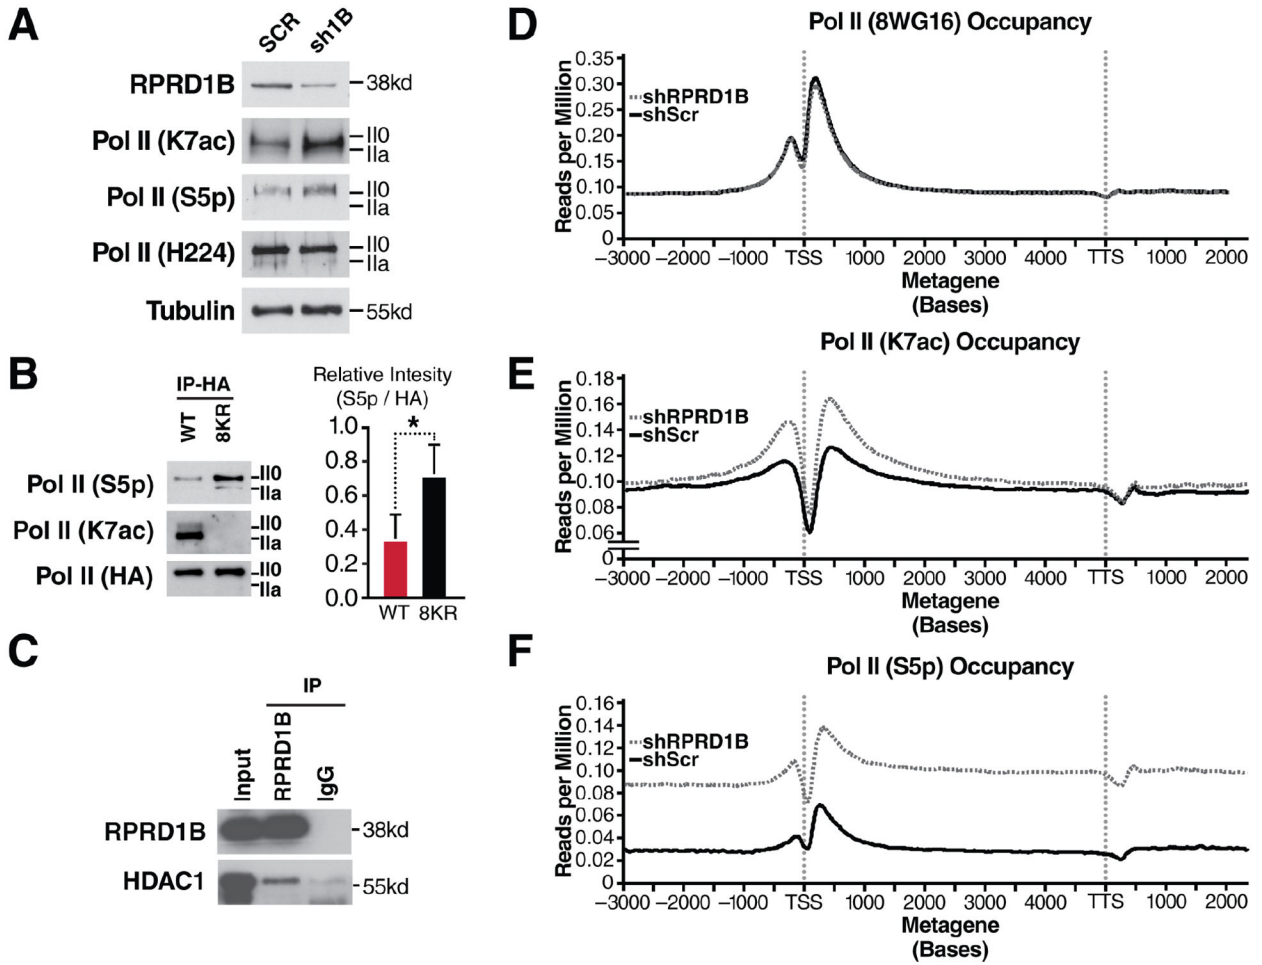 A
SCR
sh1B
RPRD1B
38kd
Pol II (K7ac)
II0
IIa
Pol II (S5p)
II0
IIa
Pol II (H224)
II0
IIa
Tubulin
55kd
B
IP-HA
WT
8KR
Pol II (S5p)
II0
IIa
Pol II (K7ac)
II0
IIa
Pol II (HA)
II0
IIa
Relative Intesity
(S5p / HA)
1.0
0.8
0.6
0.4
0.2
0.0
*
WT 8KR
C
IP
Input
RPRD1B
IgG
RPRD1B
38kd
HDAC1
55kd
D
Pol II (8WG16) Occupancy
Reads per Million
0.35
0.30
0.25
0.20
0.15
0.10
0.05
0
shRPRD1B
shScr
–3000 –2000 –1000 TSS 1000 2000 3000 4000 TTS 1000 2000
Metagene
(Bases)
E
Pol II (K7ac) Occupancy
Reads per Million
0.18
0.16
0.14
0.12
0.10
0.08
0.06
0
shRPRD1B
shScr
–3000 –2000 –1000 TSS 1000 2000 3000 4000 TTS 1000 2000
Metagene
(Bases)
F
Pol II (S5p) Occupancy
Reads per Million
0.16
0.14
0.12
0.10
0.08
0.06
0.04
0.02
0
shRPRD1B
shScr
–3000 –2000 –1000 TSS 1000 2000 3000 4000 TTS 1000 2000
Metagene
(Bases)